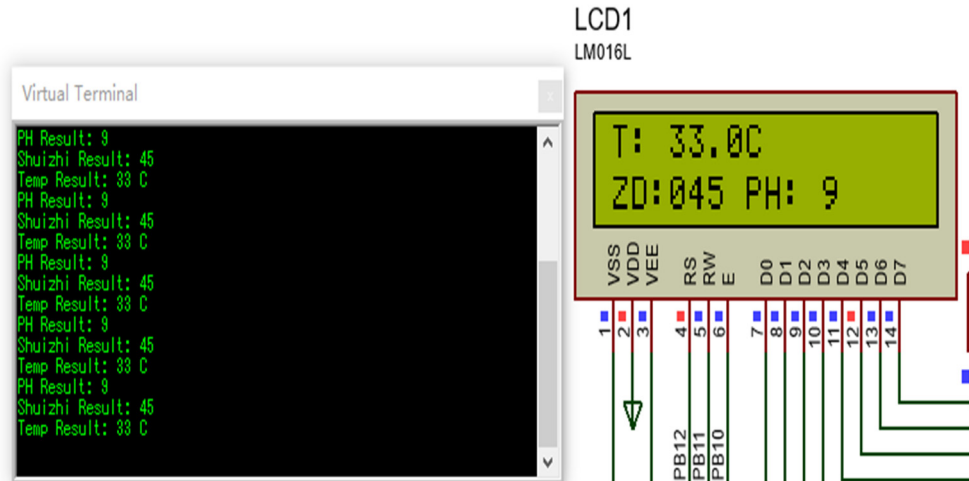 LCD1
LM016L
Virtual Terminal
x
PH Result: 9
Shuizhi Result: 45
Temp Result: 33 C
PH Result: 9
Shuizhi Result: 45
Temp Result: 33 C
PH Result: 9
Shuizhi Result: 45
Temp Result: 33 C
PH Result: 9
Shuizhi Result: 45
Temp Result: 33 C
PH Result: 9
Shuizhi Result: 45
Temp Result: 33 C
T: 33.0C
ZD:045 PH: 9
VSS VDD VEE RS RW E D0 D1 D2 D3 D4 D5 D6 D7
1 2 3 4 5 6 7 8 9 10 11 12 13 14
PB12 PB11 PB10